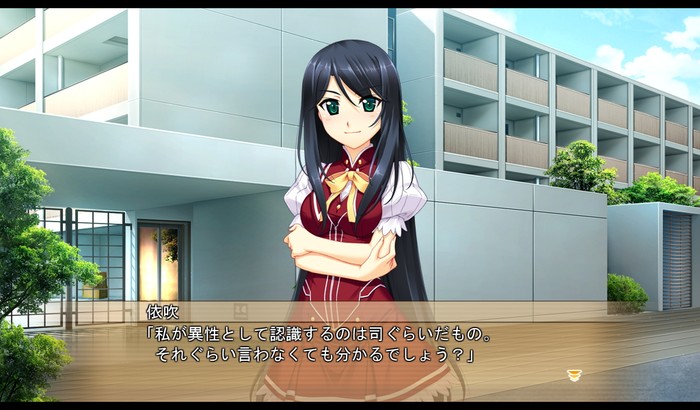 依吹
「私が異性として認識するのは司ぐらいだもの。
それぐらい言わなくても分かるでしょう？」